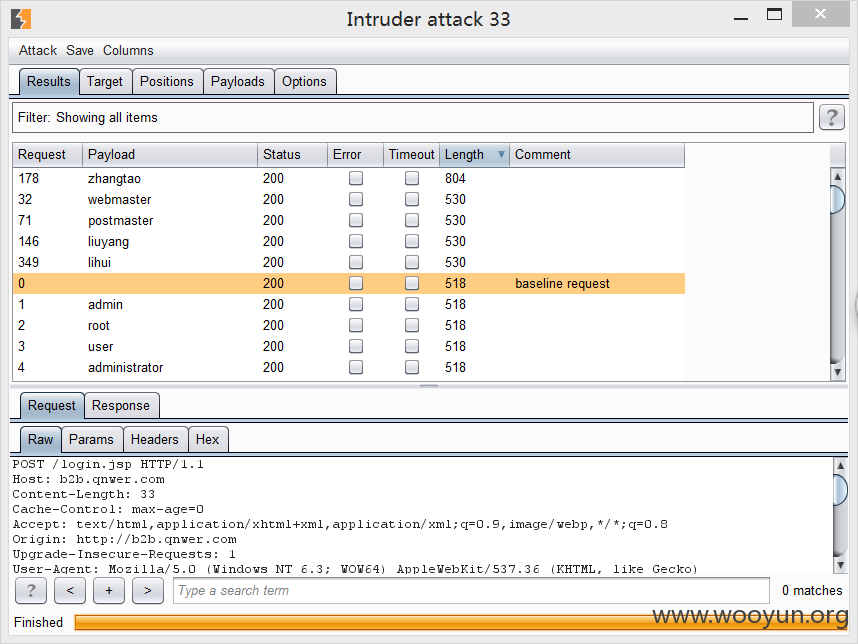 Intruder attack 33
Attack Save Columns
Results Target Positions Payloads Options
Filter: Showing all items ?
Request Payload Status Error Timeout Length Comment
178 zhangtao 200 804
32 webmaster 200 530
71 postmaster 200 530
146 liuyang 200 530
349 lihui 200 530
0 200 518 baseline request
1 admin 200 518
2 root 200 518
3 user 200 518
4 administrator 200 518
Request Response
Raw Params Headers Hex
POST /login.jsp HTTP/1.1
Host: b2b.qnwer.com
Content-Length: 33
Cache-Control: max-age=0
Accept: text/html,application/xhtml+xml,application/xml;q=0.9,image/webp,*/*;q=0.8
Origin: http://b2b.qnwer.com
Upgrade-Insecure-Requests: 1
User-Agent: Mozilla/5.0 (Windows NT 6.3; WOW64) AppleWebKit/537.36 (KHTML, like Gecko)
? < + > Type a search term 0 matches
Finished
www.wooyun.org